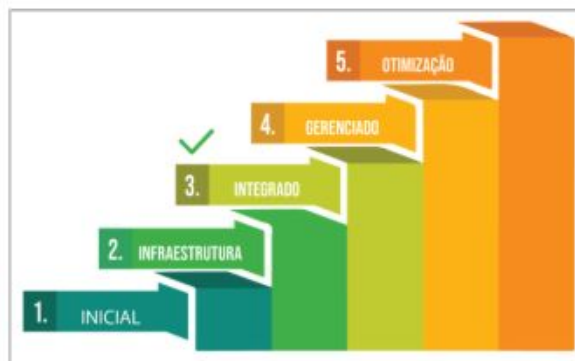 5. OTIMIZAÇÃO
4. GERENCIADO
3. INTEGRADO
2. INFRAESTRUTURA
1. INICIAL